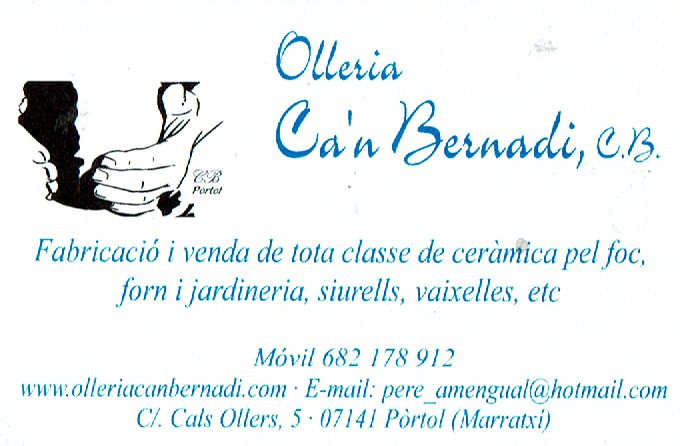 Olleria
Ca'n Bernadi, C.B.
CB
Pòrtol
Fabricació i venda de tota classe de ceràmica pel foc,
forn i jardineria, siurells, vaixelles, etc
Móvil 682 178 912
www.olleriacanbernadi.com · E-mail: pere_amengual@hotmail.com
C/. Cals Ollers, 5 · 07141 Pòrtol (Marratxí)